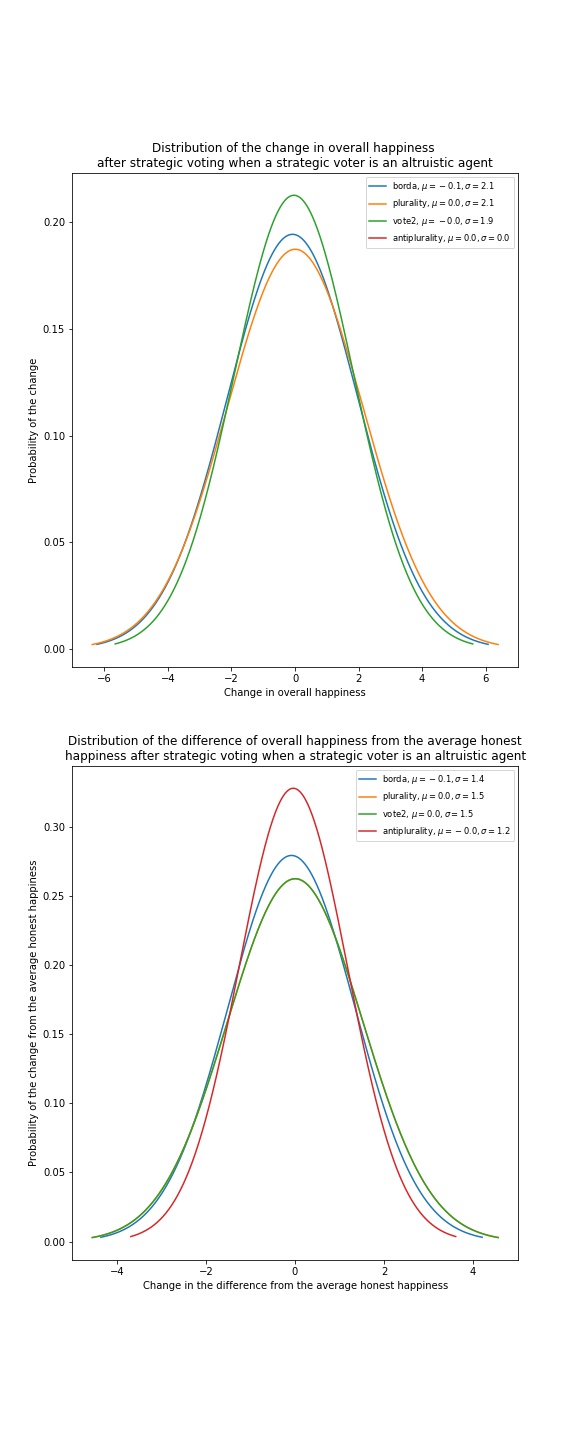 Distribution of the change in overall happiness
after strategic voting when a strategic voter is an altruistic agent
borda, μ = −0.1, σ = 2.1
plurality, μ = 0.0, σ = 2.1
vote2, μ = −0.0, σ = 1.9
antiplurality, μ = 0.0, σ = 0.0
0.20
0.15
0.10
0.05
0.00
Probability of the change
−6 −4 −2 0 2 4 6
Change in overall happiness
Distribution of the difference of overall happiness from the average honest
happiness after strategic voting when a strategic voter is an altruistic agent
borda, μ = −0.1, σ = 1.4
plurality, μ = 0.0, σ = 1.5
vote2, μ = 0.0, σ = 1.5
antiplurality, μ = −0.0, σ = 1.2
0.30
0.25
0.20
0.15
0.10
0.05
0.00
Probability of the change from the average honest happiness
−4 −2 0 2 4
Change in the difference from the average honest happiness